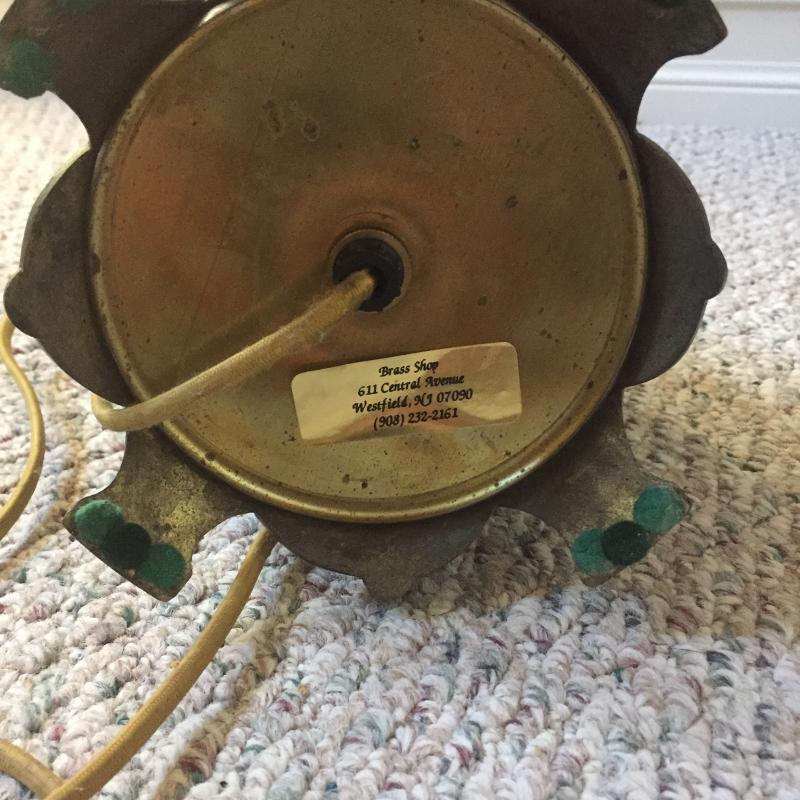 Brass Shop
611 Central Avenue
Westfield, NJ 07090
(908) 232-2161